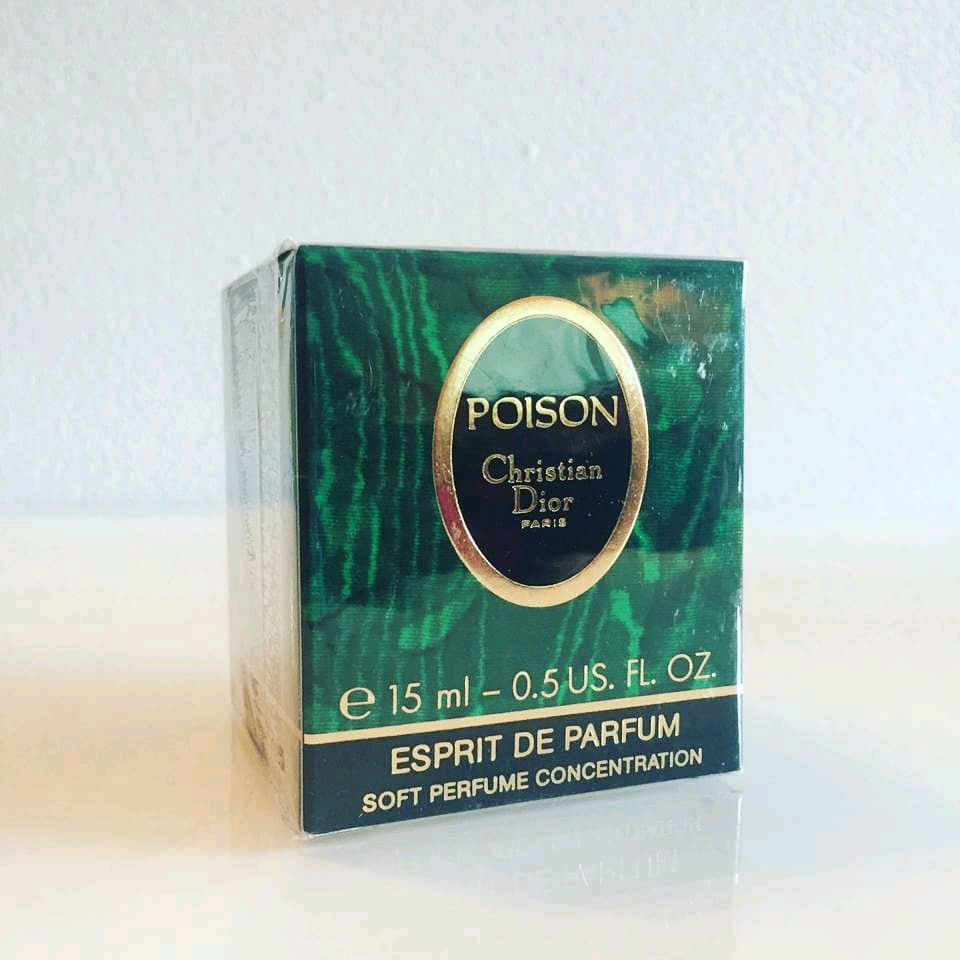 POISON
Christian
Dior
PARIS
e 15 ml – 0.5 US. FL. OZ.
ESPRIT DE PARFUM
SOFT PERFUME CONCENTRATION